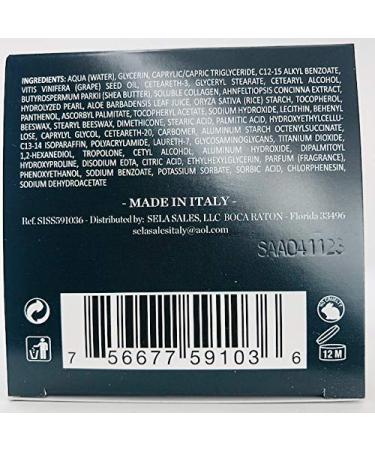 INGREDIENTS: AQUA (WATER), GLYCERIN, CAPRYLIC/CAPRIC TRIGLYCERIDE, C12-15 ALKYL BENZOATE,
VITIS VINIFERA (GRAPE) SEED OIL, CETEARETH-3, GLYCERYL STEARATE, CETEARYL ALCOHOL,
BUTYROSPERMUM PARKII (SHEA BUTTER), SOLUBLE COLLAGEN, AHNFELTIOPSIS CONCINNA EXTRACT,
HYDROLYZED PEARL, ALOE BARBADENSIS LEAF JUICE, ORYZA SATIVA (RICE) STARCH, TOCOPHEROL,
PANTHENOL, ASCORBYL PALMITATE, TOCOPHERYL ACETATE, SODIUM HYDROXIDE, LECITHIN, BEHENYL
BEESWAX, STEARYL BEESWAX, DIMETHICONE, STEARIC ACID, PALMITIC ACID, HYDROXYETHYLCELLU-
LOSE, CAPRYLYL GLYCOL, CETEARETH-20, CARBOMER, ALUMINUM STARCH OCTENYLSUCCINATE,
C13-14 ISOPARAFFIN, POLYACRYLAMIDE, LAURETH-7, GLYCOSAMINOGLYCANS, TITANIUM DIOXIDE,
1,2-HEXANEDIOL, TROPOLONE, CETYL ALCOHOL, ALUMINUM HYDROXIDE, DIPALMITOYL
HYDROXYPROLINE, DISODIUM EDTA, CITRIC ACID, ETHYLHEXYLGLYCERIN, PARFUM (FRAGRANCE),
PHENOXYETHANOL, SODIUM BENZOATE, POTASSIUM SORBATE, SORBIC ACID, CHLORPHENESIN,
SODIUM DEHYDROACETATE
- MADE IN ITALY -
Ref. SISS591036 - Distributed by: SELA SALES, LLC BOCA RATON - Florida 33496
selasalesitaly@aol.com
SAA041123
NO CRUELTY
12 M
7 56677 59103 6